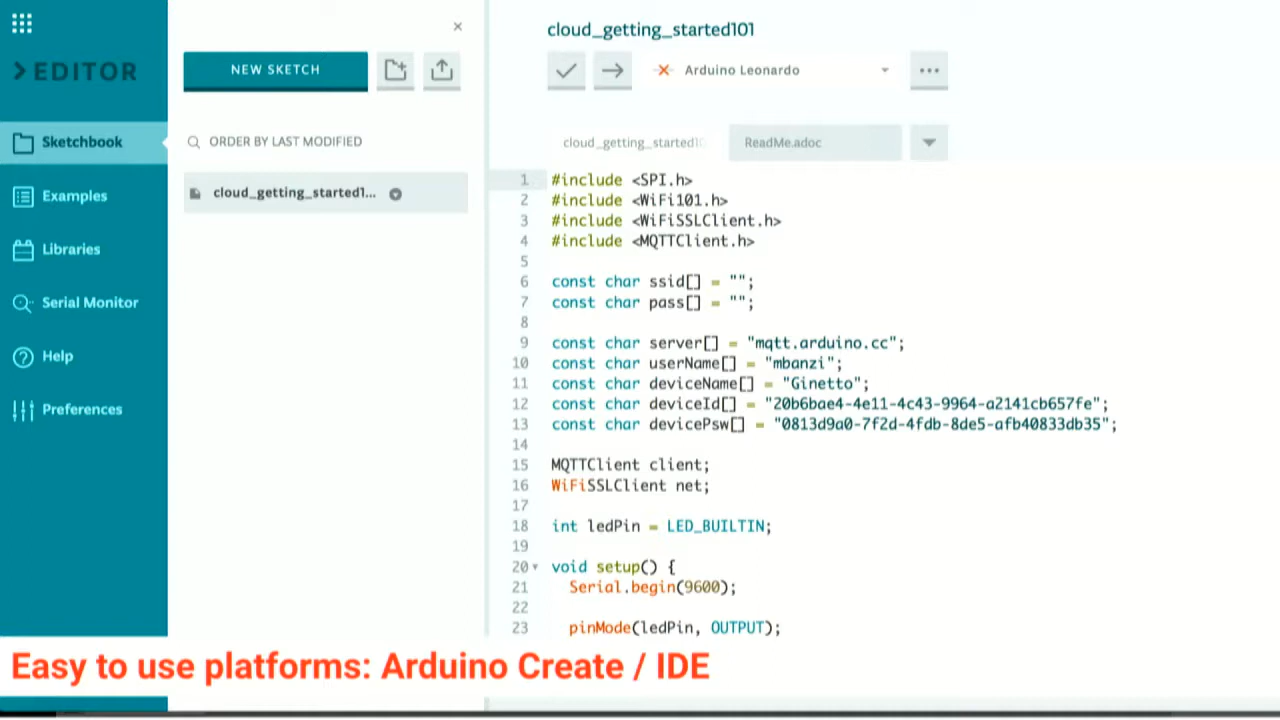 EDITOR
Sketchbook
Examples
Libraries
Serial Monitor
Help
Preferences
NEW SKETCH
ORDER BY LAST MODIFIED
cloud_getting_started1...
cloud_getting_started101
Arduino Leonardo
cloud_getting_started10
ReadMe.adoc
1 #include <SPI.h>
2 #include <WiFi101.h>
3 #include <WiFiSSLClient.h>
4 #include <MQTTClient.h>
5
6 const char ssid[] = "";
7 const char pass[] = "";
8
9 const char server[] = "mqtt.arduino.cc";
10 const char userName[] = "mbanzi";
11 const char deviceName[] = "Ginetto";
12 const char deviceId[] = "20b6bae4-4e11-4c43-9964-a2141cb657fe";
13 const char devicePsw[] = "0813d9a0-7f2d-4fdb-8de5-afb40833db35";
14
15 MQTTClient client;
16 WiFiSSLClient net;
17
18 int ledPin = LED_BUILTIN;
19
20 void setup() {
21 Serial.begin(9600);
22
23 pinMode(ledPin, OUTPUT);
Easy to use platforms: Arduino Create / IDE